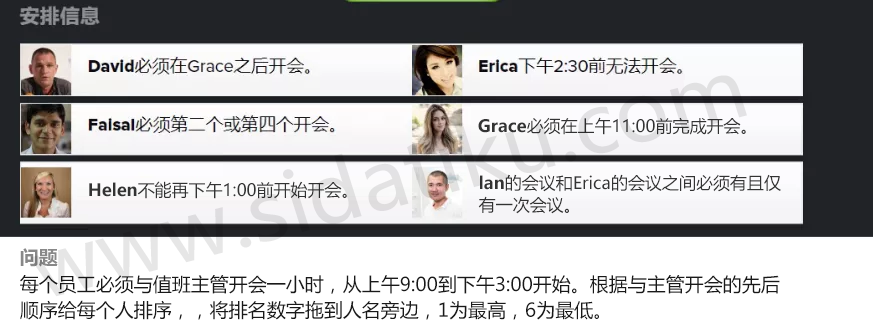 安排信息
David必须在Grace之后开会。
Erica下午2:30前无法开会。
Faisal必须第二个或第四个开会。
Grace必须在上午11:00前完成开会。
Helen不能再下午1:00前开始开会。
Ian的会议和Erica的会议之间必须有且仅
有一次会议。
www.sidatiku.com
问题
每个员工必须与值班主管开会一小时，从上午9:00到下午3:00开始。根据与主管开会的先后
顺序给每个人排序，，将排名数字拖到人名旁边，1为最高，6为最低。